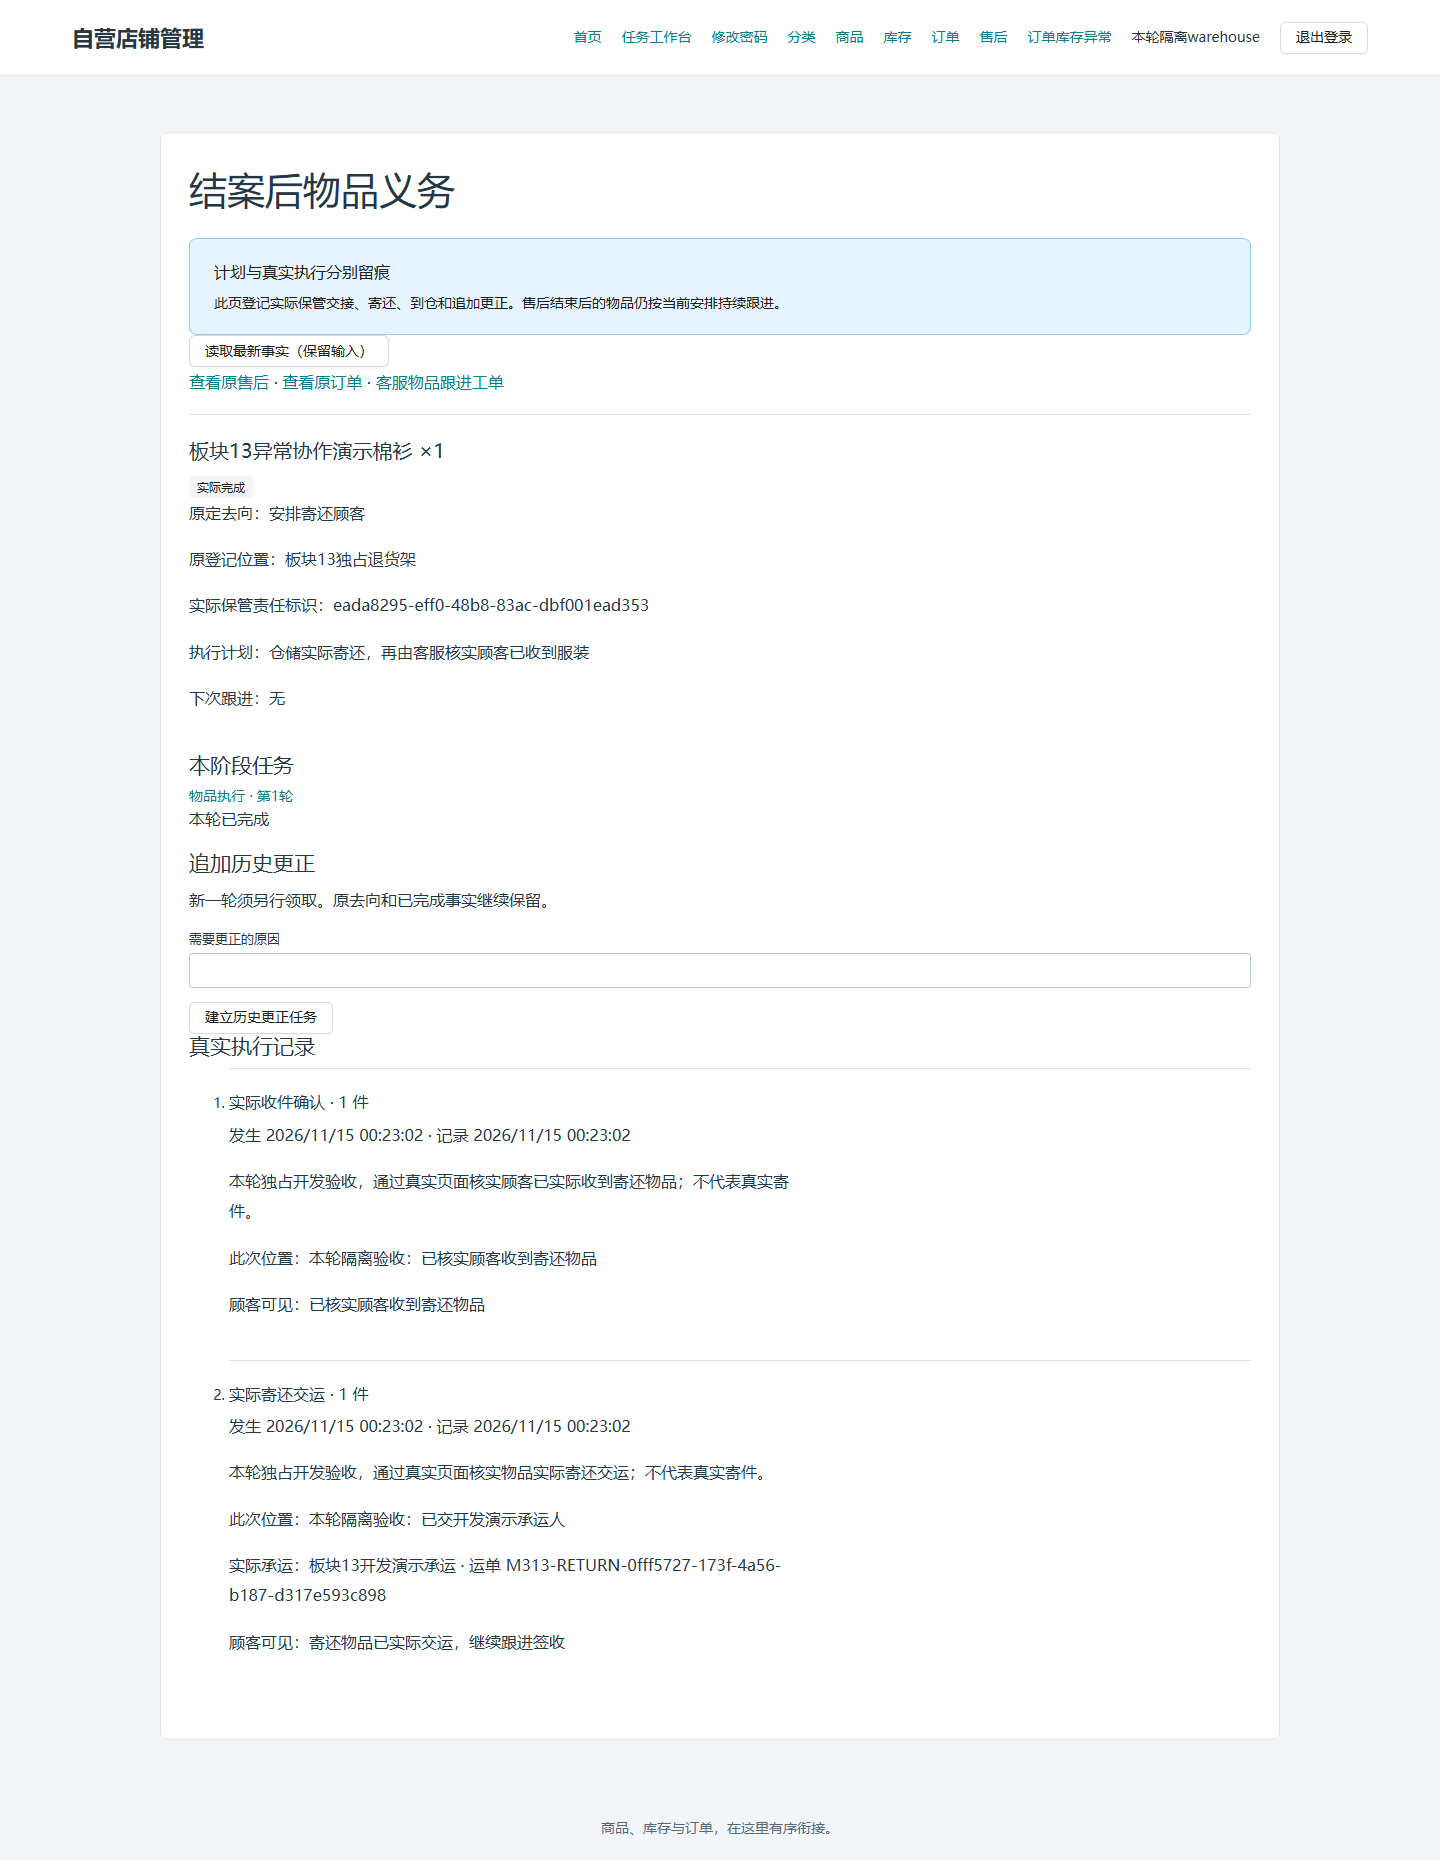 自营店铺管理
首页 任务工作台 修改密码 分类 商品 库存 订单 售后 订单库存异常 本轮隔离warehouse 退出登录
结案后物品义务
计划与真实执行分别留痕
此页登记实际保管交接、寄还、到仓和追加更正。售后结束后的物品仍按当前安排持续跟进。
读取最新事实（保留输入）
查看原售后 · 查看原订单 · 客服物品跟进工单
板块13异常协作演示棉衫 ×1
实际完成
原定去向：安排寄还顾客
原登记位置：板块13独占退货架
实际保管责任标识：eada8295-eff0-48b8-83ac-dbf001ead353
执行计划：仓储实际寄还，再由客服核实顾客已收到服装
下次跟进：无
本阶段任务
物品执行 · 第1轮
本轮已完成
追加历史更正
新一轮须另行领取。原去向和已完成事实继续保留。
需要更正的原因
建立历史更正任务
真实执行记录
1. 实际收件确认 · 1 件
发生 2026/11/15 00:23:02 · 记录 2026/11/15 00:23:02
本轮独占开发验收，通过真实页面核实顾客已实际收到寄还物品；不代表真实寄
件。
此次位置：本轮隔离验收：已核实顾客收到寄还物品
顾客可见：已核实顾客收到寄还物品
2. 实际寄还交运 · 1 件
发生 2026/11/15 00:23:02 · 记录 2026/11/15 00:23:02
本轮独占开发验收，通过真实页面核实物品实际寄还交运；不代表真实寄件。
此次位置：本轮隔离验收：已交开发演示承运人
实际承运：板块13开发演示承运 · 运单 M313-RETURN-0fff5727-173f-4a56-
b187-d317e593c898
顾客可见：寄还物品已实际交运，继续跟进签收
商品、库存与订单，在这里有序衔接。